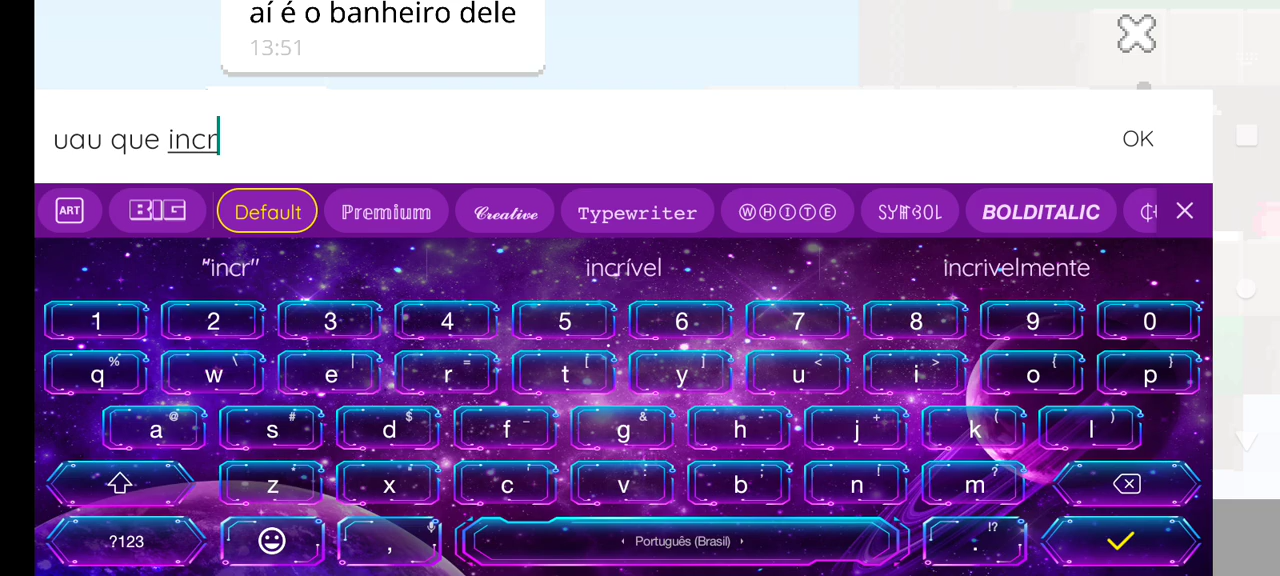 aí é o banheiro dele
13:51
uau que incr
OK
ART BIG Default Premium Creative Typewriter WHITE SYMBOL BOLDITALIC
"incr" incrível incrivelmente
1 2 3 4 5 6 7 8 9 0
q % w \ e | r = t [ y ] u < i > o { p }
a @ s # d $ f _ g & h - j + k ( l )
z x c v b n m ?
?123 , Português (Brasil) . !?